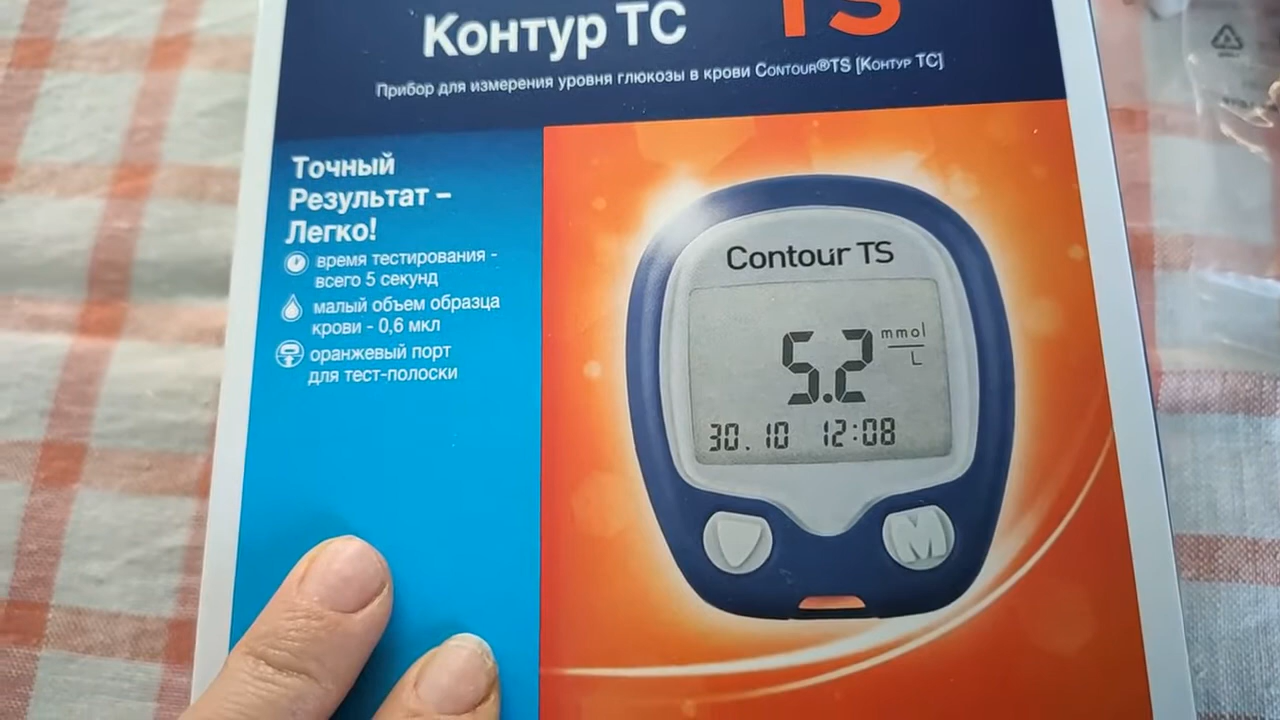 Контур ТС
TS
Прибор для измерения уровня глюкозы в крови CONTOUR®TS [КОНТУР ТС]
Точный
Результат –
Легко!
время тестирования -
всего 5 секунд
малый объем образца
крови - 0,6 мкл
оранжевый порт
для тест-полоски
Contour TS
5.2 mmol
L
30.10 12:08
M